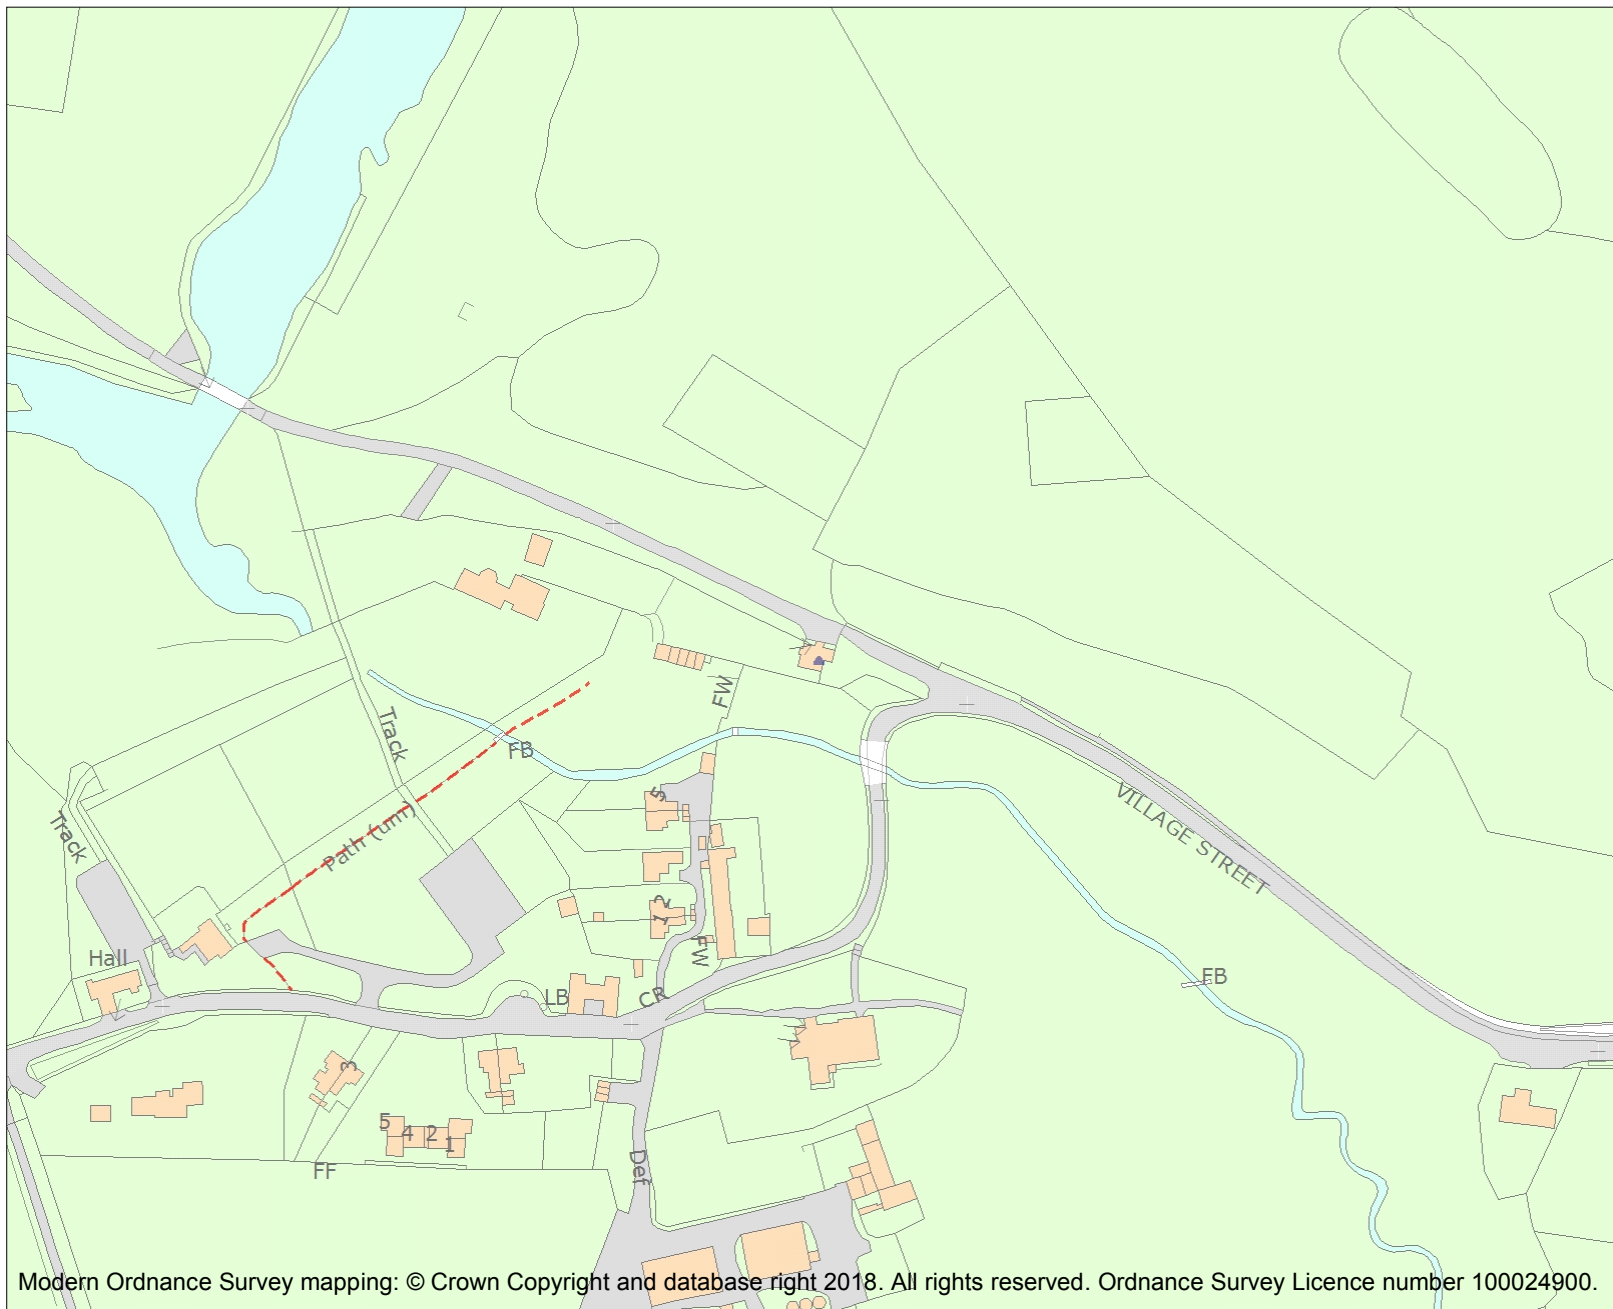 FW
Track
FB
5
VILLAGE STREET
Track
Path (um)
2
1
FW
Hall
FB
LB
CR
3
5
4
2
1
FF
Def
Modern Ordnance Survey mapping: © Crown Copyright and database right 2018. All rights reserved. Ordnance Survey Licence number 100024900.